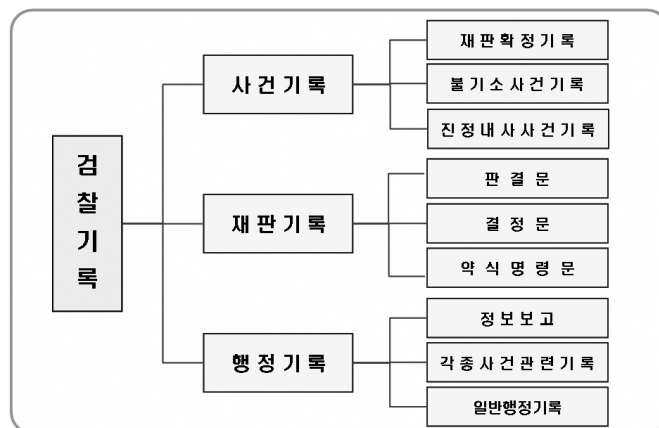 검찰기록
사건기록
재판확정기록
불기소사건기록
진정내사사건기록
재판기록
판결문
결정문
약식명령문
행정기록
정보보고
각종사건관련기록
일반행정기록